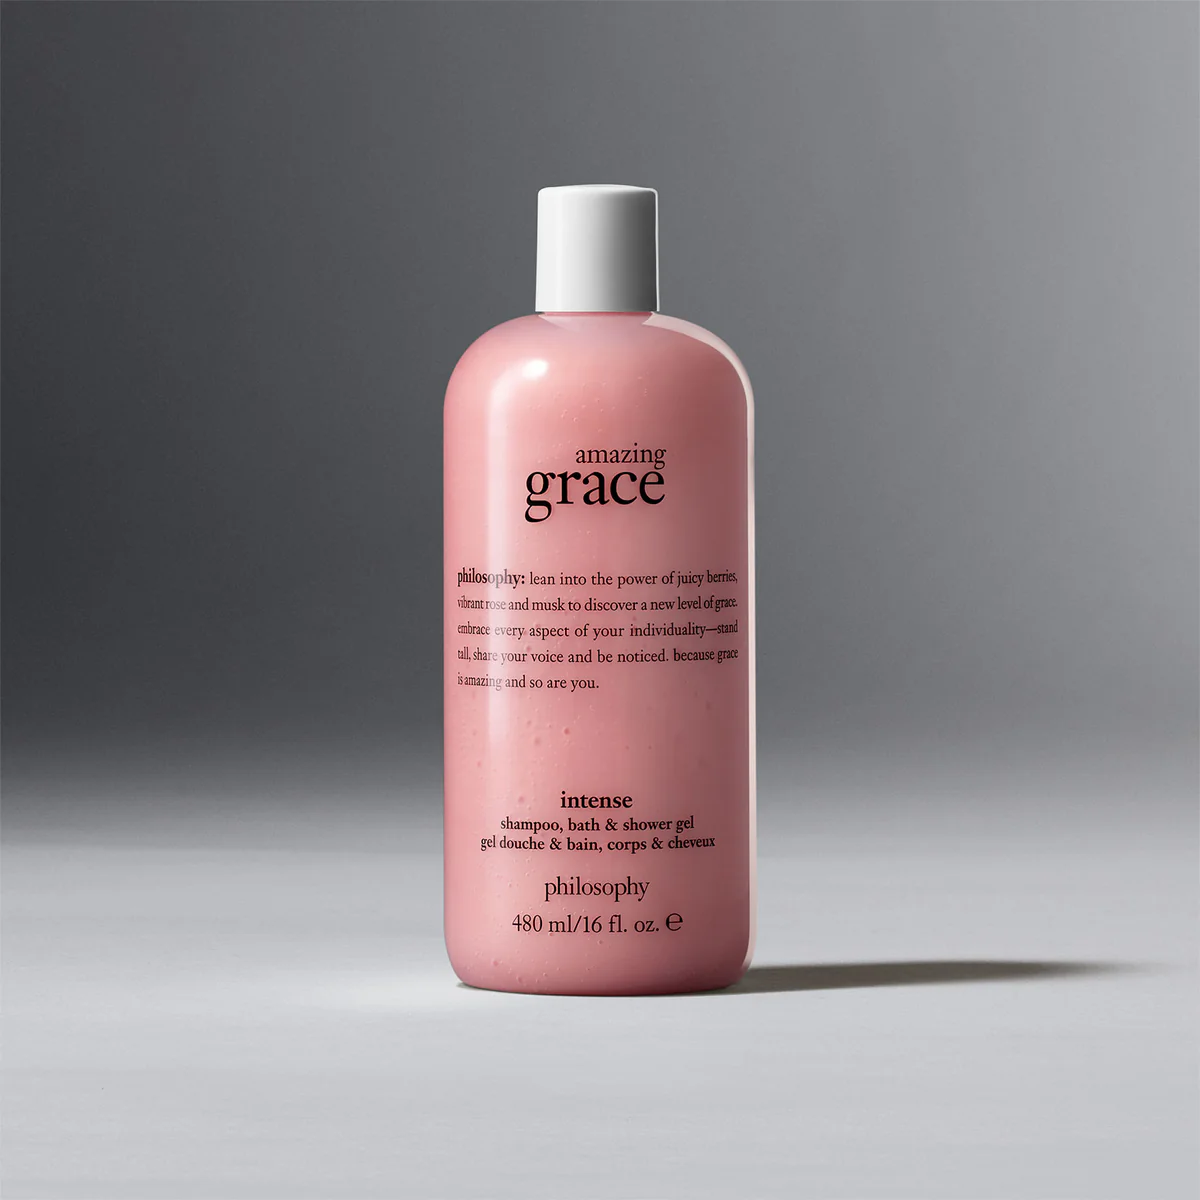 amazing
grace
philosophy: lean into the power of juicy berries,
vibrant rose and musk to discover a new level of grace.
embrace every aspect of your individuality—stand
tall, share your voice and be noticed. because grace
is amazing and so are you.
intense
shampoo, bath & shower gel
gel douche & bain, corps & cheveux
philosophy
480 ml/16 fl. oz. ℮